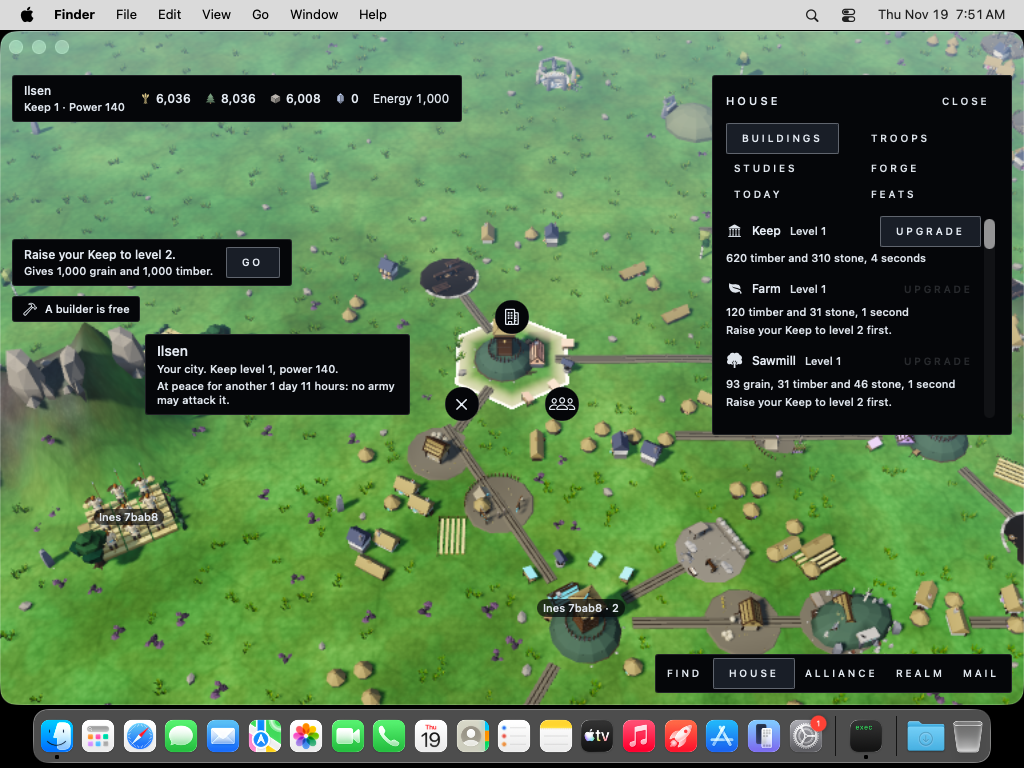 Finder File Edit View Go Window Help Thu Nov 19 7:51 AM
Ilsen
Keep 1 · Power 140
6,036 8,036 6,008 0 Energy 1,000
HOUSE CLOSE
BUILDINGS TROOPS
STUDIES FORGE
TODAY FEATS
Keep Level 1 UPGRADE
620 timber and 310 stone, 4 seconds
Farm Level 1 UPGRADE
120 timber and 31 stone, 1 second
Raise your Keep to level 2 first.
Sawmill Level 1 UPGRADE
93 grain, 31 timber and 46 stone, 1 second
Raise your Keep to level 2 first.
Raise your Keep to level 2.
Gives 1,000 grain and 1,000 timber.
GO
A builder is free
Ilsen
Your city. Keep level 1, power 140.
At peace for another 1 day 11 hours: no army
may attack it.
Ines 7bab8
Ines 7bab8 · 2
FIND HOUSE ALLIANCE REALM MAIL
Thu
19
tv
1
exec